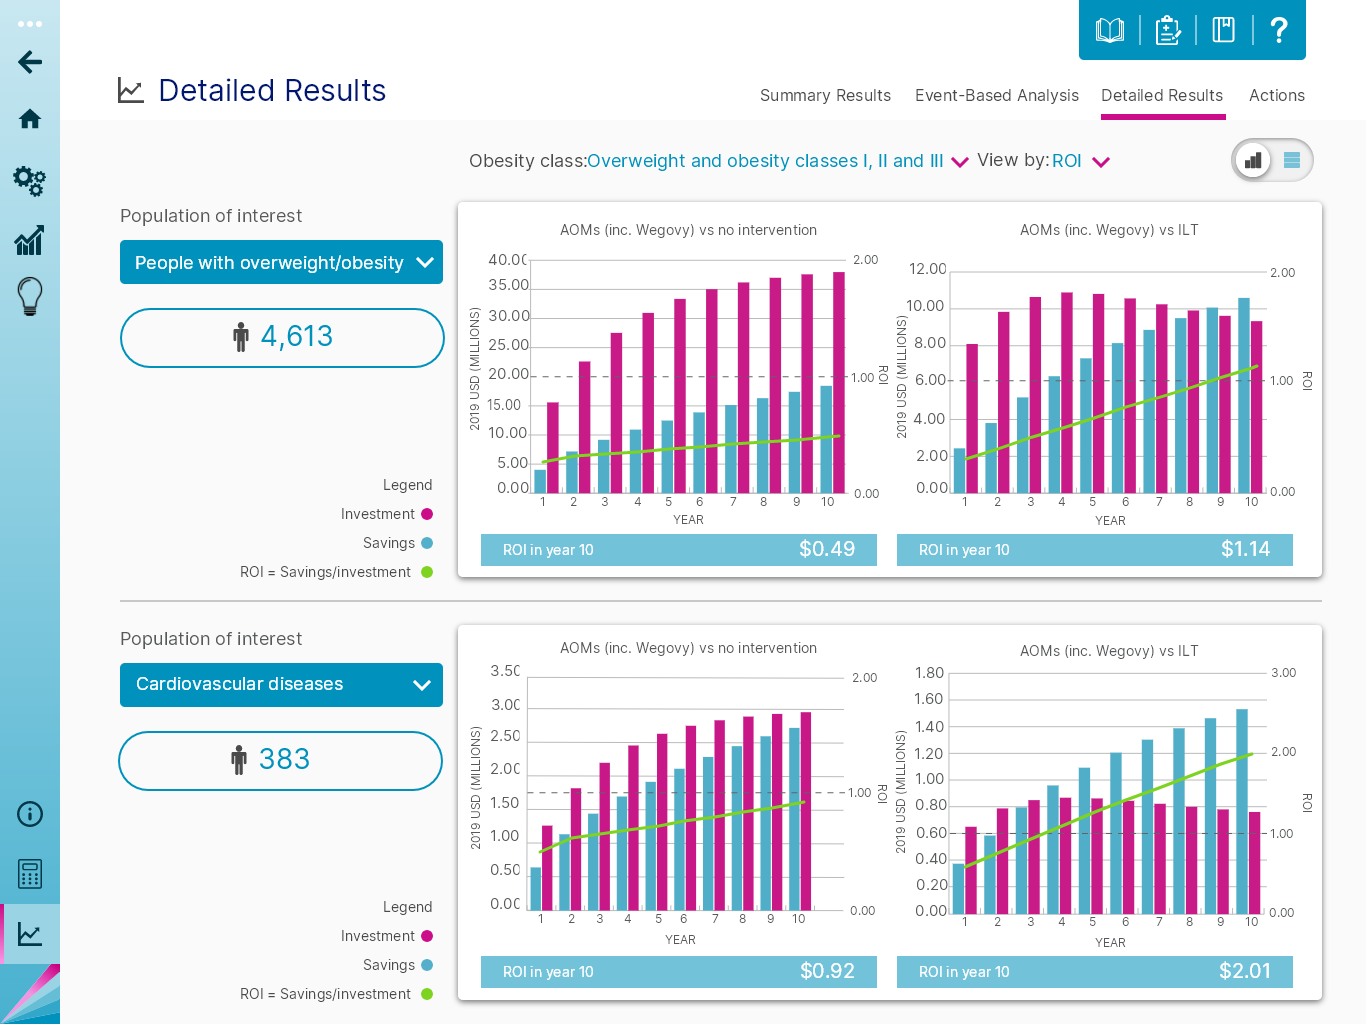 ?
Detailed Results
Summary Results
Event-Based Analysis
Detailed Results
Actions
Obesity class: Overweight and obesity classes I, II and III
View by: ROI
Population of interest
People with overweight/obesity
4,613
Legend
Investment
Savings
ROI = Savings/investment
AOMs (inc. Wegovy) vs no intervention
2019 USD (MILLIONS)
40.00
35.00
30.00
25.00
20.00
15.00
10.00
5.00
0.00
2.00
1.00
0.00
ROI
1 2 3 4 5 6 7 8 9 10
YEAR
ROI in year 10 $0.49
AOMs (inc. Wegovy) vs ILT
2019 USD (MILLIONS)
12.00
10.00
8.00
6.00
4.00
2.00
0.00
2.00
1.00
0.00
ROI
1 2 3 4 5 6 7 8 9 10
YEAR
ROI in year 10 $1.14
Population of interest
Cardiovascular diseases
383
Legend
Investment
Savings
ROI = Savings/investment
AOMs (inc. Wegovy) vs no intervention
2019 USD (MILLIONS)
3.50
3.00
2.50
2.00
1.50
1.00
0.50
0.00
2.00
1.00
0.00
ROI
1 2 3 4 5 6 7 8 9 10
YEAR
ROI in year 10 $0.92
AOMs (inc. Wegovy) vs ILT
2019 USD (MILLIONS)
1.80
1.60
1.40
1.20
1.00
0.80
0.60
0.40
0.20
0.00
3.00
2.00
1.00
0.00
ROI
1 2 3 4 5 6 7 8 9 10
YEAR
ROI in year 10 $2.01